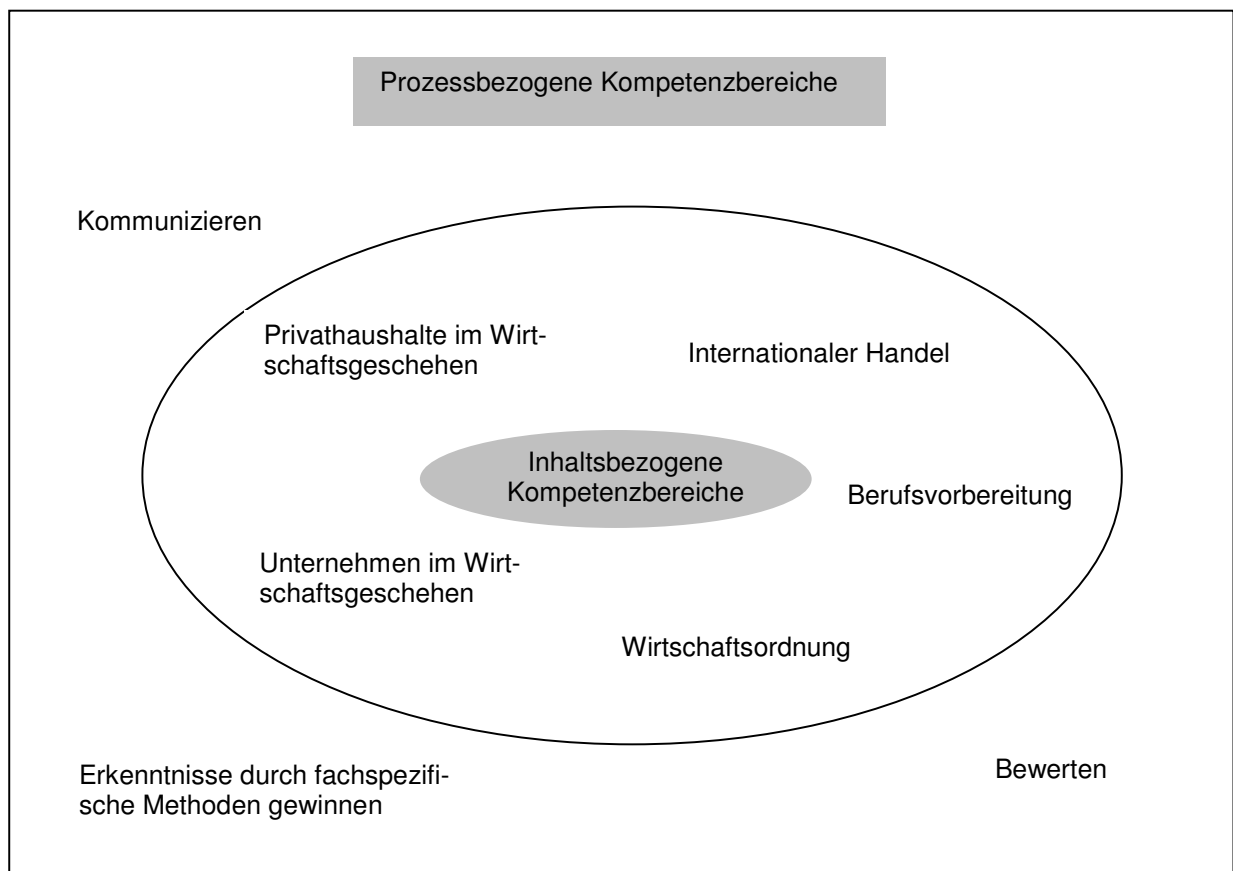 Prozessbezogene Kompetenzbereiche
Kommunizieren
Privathaushalte im Wirt-
schaftsgeschehen
Internationaler Handel
Inhaltsbezogene
Kompetenzbereiche
Berufsvorbereitung
Unternehmen im Wirt-
schaftsgeschehen
Wirtschaftsordnung
Erkenntnisse durch fachspezifi-
sche Methoden gewinnen
Bewerten